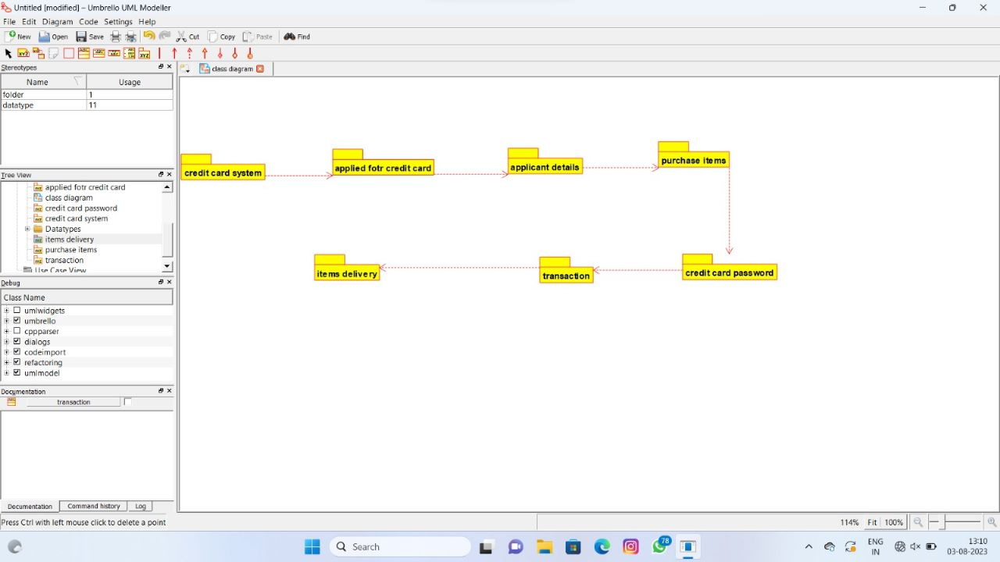 Untitled [modified] – Umbrello UML Modeller
File Edit Diagram Code Settings Help
New Open Save Cut Copy Paste Find
Stereotypes
class diagram
Name Usage
folder 1
datatype 11
Tree View
applied fotr credit card
class diagram
credit card password
credit card system
Datatypes
items delivery
purchase items
transaction
Use Case View
Debug
Class Name
umlwidgets
umbrello
cppparser
dialogs
codeimport
refactoring
umlmodel
Documentation
transaction
Documentation Command history Log
credit card system
applied fotr credit card
applicant details
purchase items
items delivery
transaction
credit card password
Press Ctrl with left mouse click to delete a point
114% Fit 100%
Search
78
ENG
IN
13:10
03-08-2023